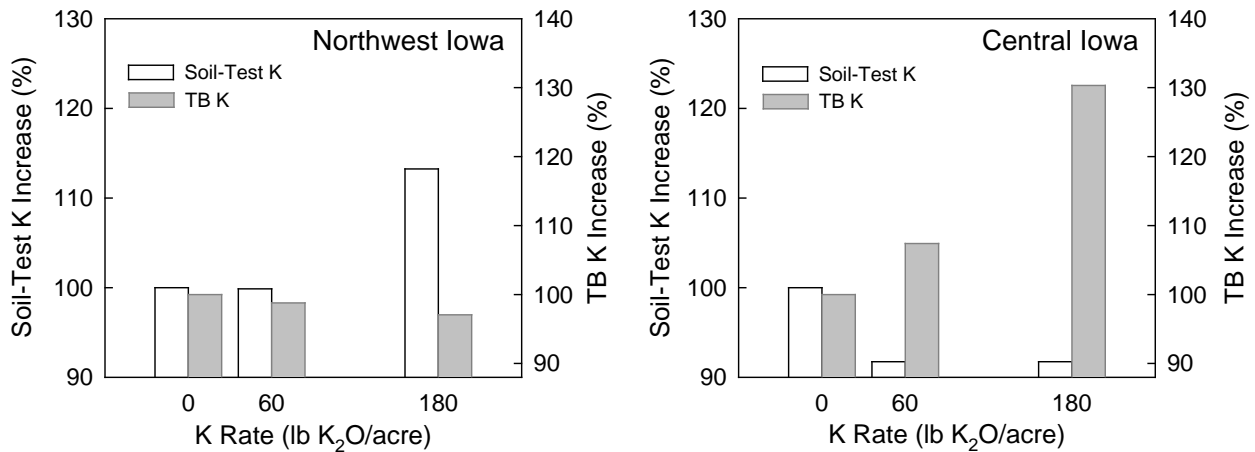 Northwest Iowa
Soil-Test K
TB K
Soil-Test K Increase (%)
130
120
110
100
90
TB K Increase (%)
140
130
120
110
100
90
0 60 180
K Rate (lb K₂O/acre)
Central Iowa
Soil-Test K
TB K
Soil-Test K Increase (%)
130
120
110
100
90
TB K Increase (%)
140
130
120
110
100
90
0 60 180
K Rate (lb K₂O/acre)